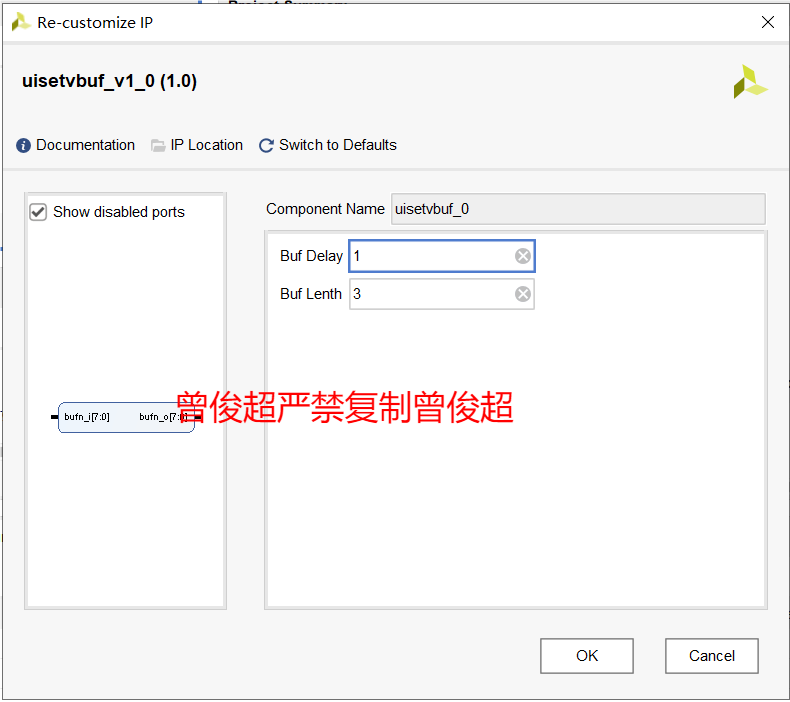 Re-customize IP
uisetvbuf_v1_0 (1.0)
Documentation IP Location Switch to Defaults
Show disabled ports
Component Name uisetvbuf_0
Buf Delay 1
Buf Lenth 3
bufn_i[7:0] bufn_o[7:0]
曾俊超严禁复制曾俊超
OK Cancel